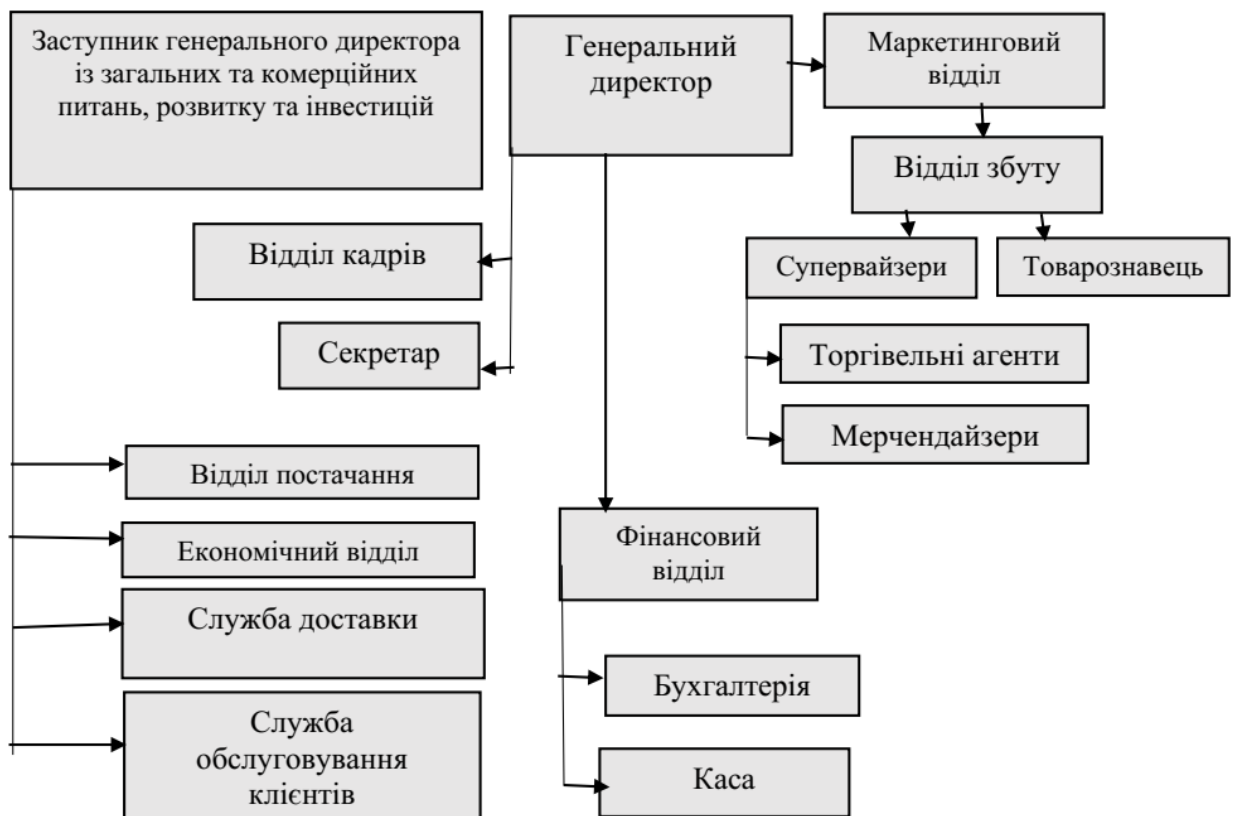 Заступник генерального директора
із загальних та комерційних
питань, розвитку та інвестицій
Генеральний
директор
Маркетинговий
відділ
Відділ збуту
Відділ кадрів
Супервайзери
Товарознавець
Секретар
Торгівельні агенти
Мерчендайзери
Відділ постачання
Економічний відділ
Фінансовий
відділ
Служба доставки
Бухгалтерія
Служба
обслуговування
клієнтів
Каса